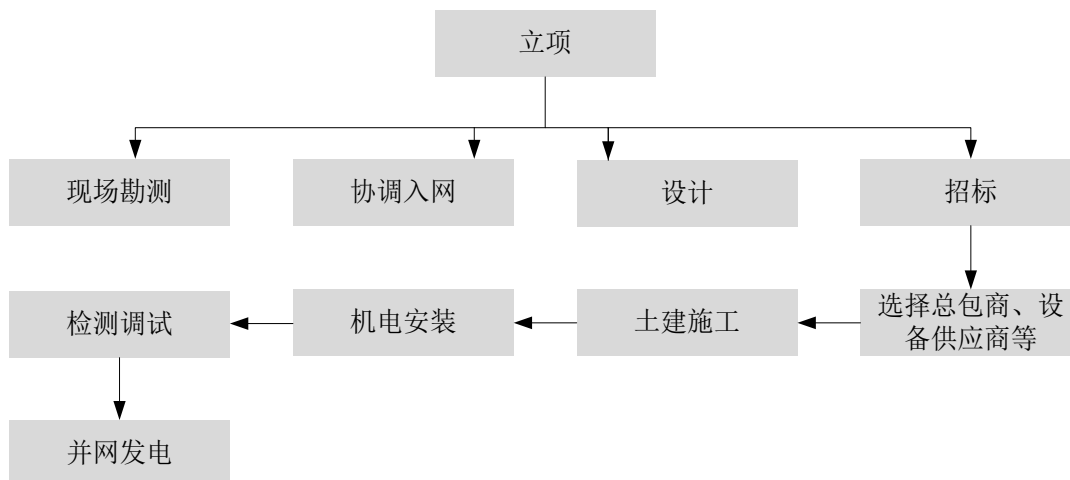 立项
现场勘测
协调入网
设计
招标
检测调试
机电安装
土建施工
选择总包商、设
备供应商等
并网发电